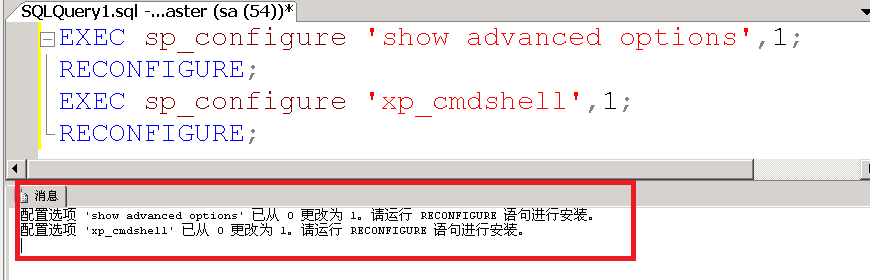 SQLQuery1.sql -...aster (sa (54))*
EXEC sp_configure 'show advanced options',1;
RECONFIGURE;
EXEC sp_configure 'xp_cmdshell',1;
RECONFIGURE;
消息
配置选项 'show advanced options' 已从 0 更改为 1。请运行 RECONFIGURE 语句进行安装。
配置选项 'xp_cmdshell' 已从 0 更改为 1。请运行 RECONFIGURE 语句进行安装。